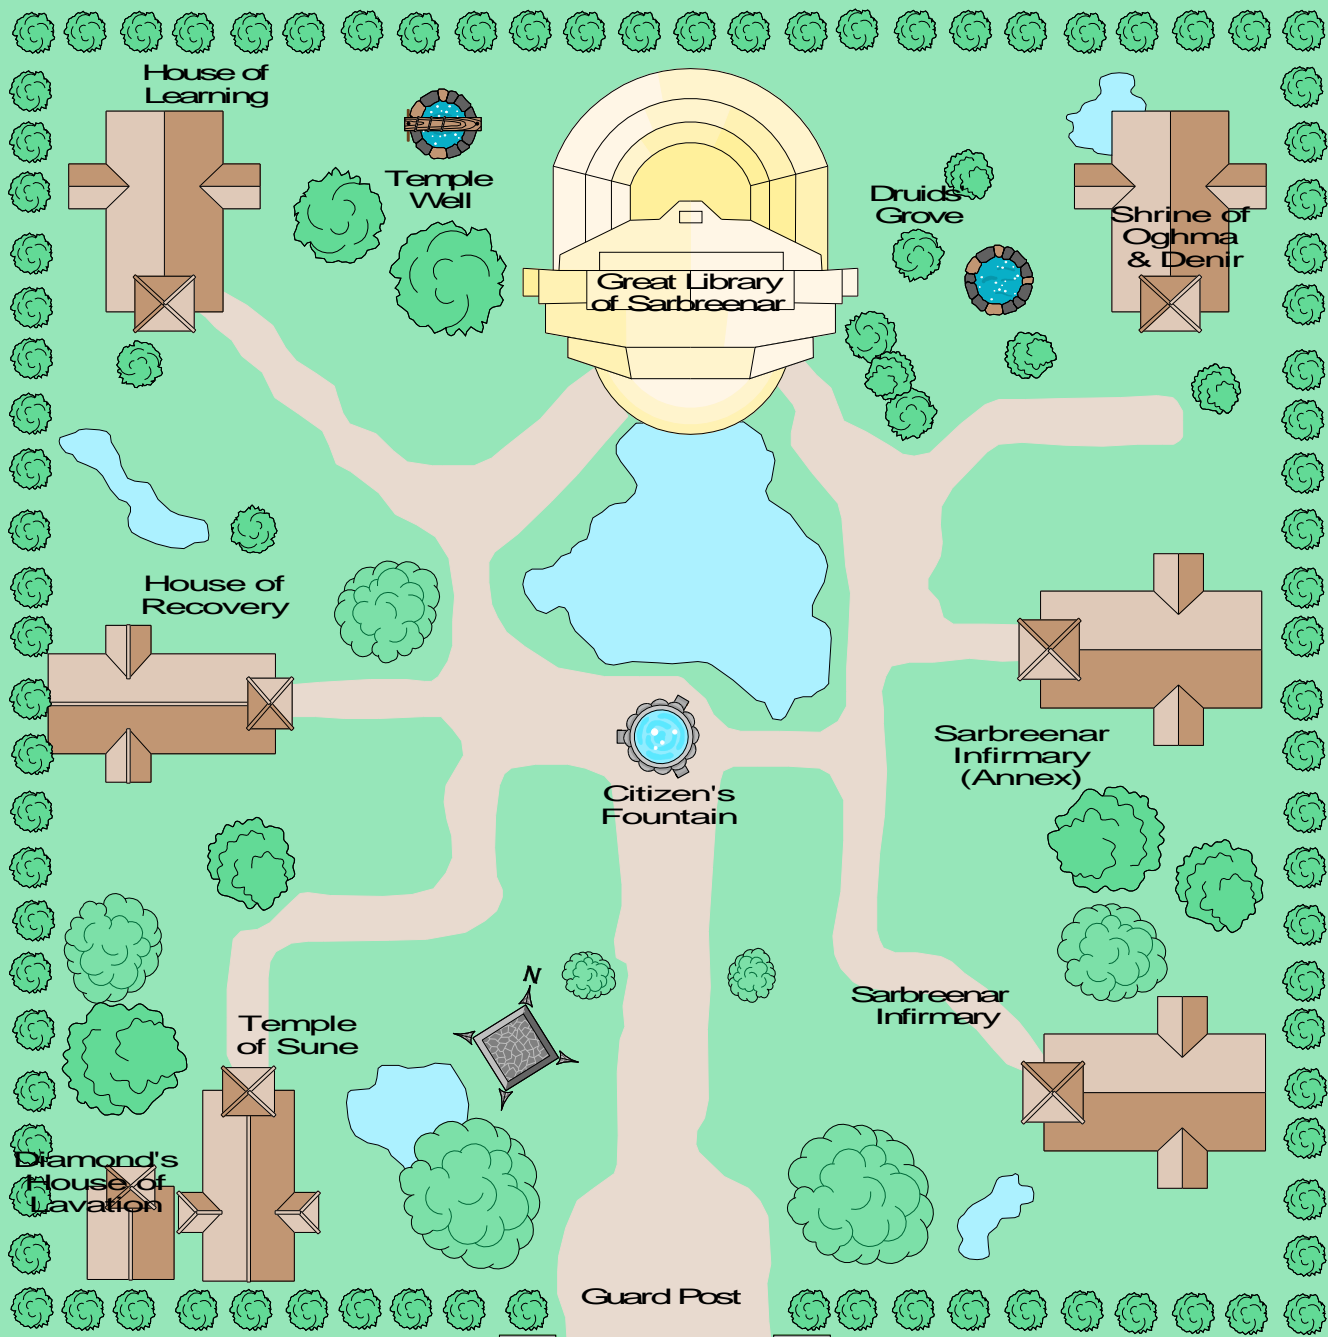 House of
Learning
Temple
Well
Druids
Grove
Shrine of
Oghma
& Denir
Great Library
of Sarbreenar
House of
Recovery
Sarbreenar
Infirmary
(Annex)
Citizen's
Fountain
N
Sarbreenar
Infirmary
Temple
of Sune
Diamond's
House of
Lavation
Guard Post